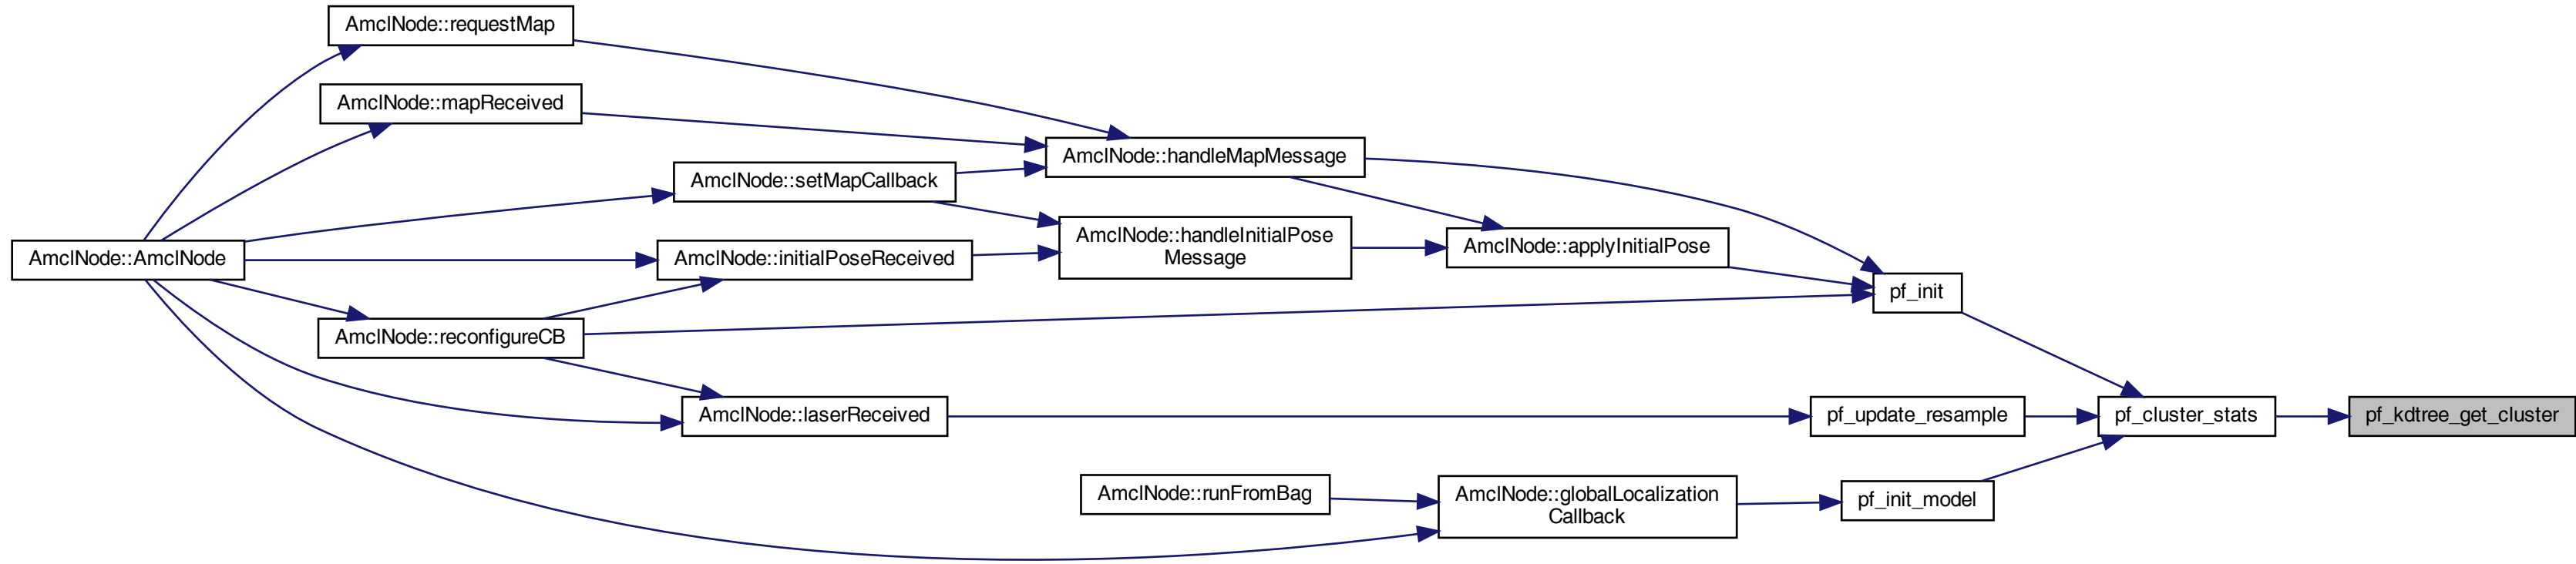 AmclNode::requestMap
AmclNode::mapReceived
AmclNode::handleMapMessage
AmclNode::setMapCallback
AmclNode::handleInitialPose
Message
AmclNode::applyInitialPose
AmclNode::AmclNode
AmclNode::initialPoseReceived
pf_init
AmclNode::reconfigureCB
AmclNode::laserReceived
pf_update_resample
pf_cluster_stats
pf_kdtree_get_cluster
AmclNode::runFromBag
AmclNode::globalLocalization
Callback
pf_init_model